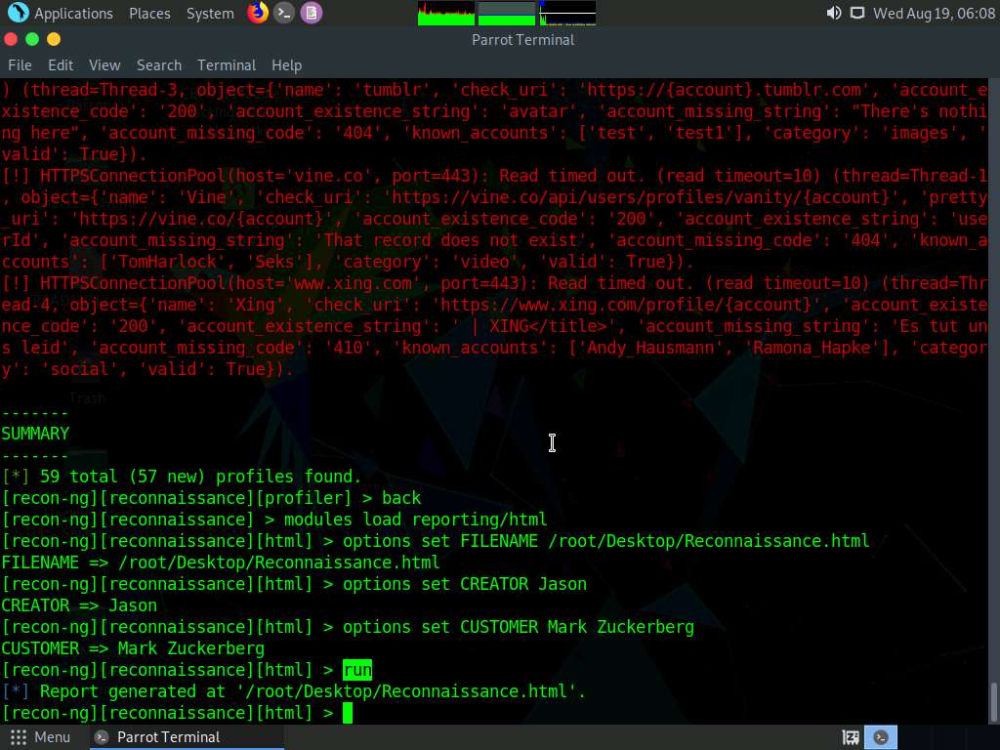 Applications Places System Wed Aug 19, 06:08
Parrot Terminal
File Edit View Search Terminal Help
) (thread=Thread-3, object={'name': 'tumblr', 'check_uri': 'https://{account}.tumblr.com', 'account_e
xistence_code': '200', 'account_existence_string': 'avatar', 'account_missing_string': "There's nothi
ng here", 'account_missing_code': '404', 'known_accounts': ['test', 'test1'], 'category': 'images', '
valid': True}).
[!] HTTPSConnectionPool(host='vine.co', port=443): Read timed out. (read timeout=10) (thread=Thread-1
, object={'name': 'Vine', 'check_uri': 'https://vine.co/api/users/profiles/vanity/{account}', 'pretty
_uri': 'https://vine.co/{account}', 'account_existence_code': '200', 'account_existence_string': 'use
rId', 'account_missing_string': 'That record does not exist', 'account_missing_code': '404', 'known_a
ccounts': ['TomHarlock', 'Seks'], 'category': 'video', 'valid': True}).
[!] HTTPSConnectionPool(host='www.xing.com', port=443): Read timed out. (read timeout=10) (thread=Thr
ead-4, object={'name': 'Xing', 'check_uri': 'https://www.xing.com/profile/{account}', 'account_existe
nce_code': '200', 'account_existence_string': ' | XING</title>', 'account_missing_string': 'Es tut un
s leid', 'account_missing_code': '410', 'known_accounts': ['Andy_Hausmann', 'Ramona_Hapke'], 'categor
y': 'social', 'valid': True}).
Trash
-------
SUMMARY
-------
[*] 59 total (57 new) profiles found.
[recon-ng][reconnaissance][profiler] > back
[recon-ng][reconnaissance] > modules load reporting/html
[recon-ng][reconnaissance][html] > options set FILENAME /root/Desktop/Reconnaissance.html
FILENAME => /root/Desktop/Reconnaissance.html
[recon-ng][reconnaissance][html] > options set CREATOR Jason
CREATOR => Jason
[recon-ng][reconnaissance][html] > options set CUSTOMER Mark Zuckerberg
CUSTOMER => Mark Zuckerberg
[recon-ng][reconnaissance][html] > run
[*] Report generated at '/root/Desktop/Reconnaissance.html'.
[recon-ng][reconnaissance][html] >
Menu Parrot Terminal